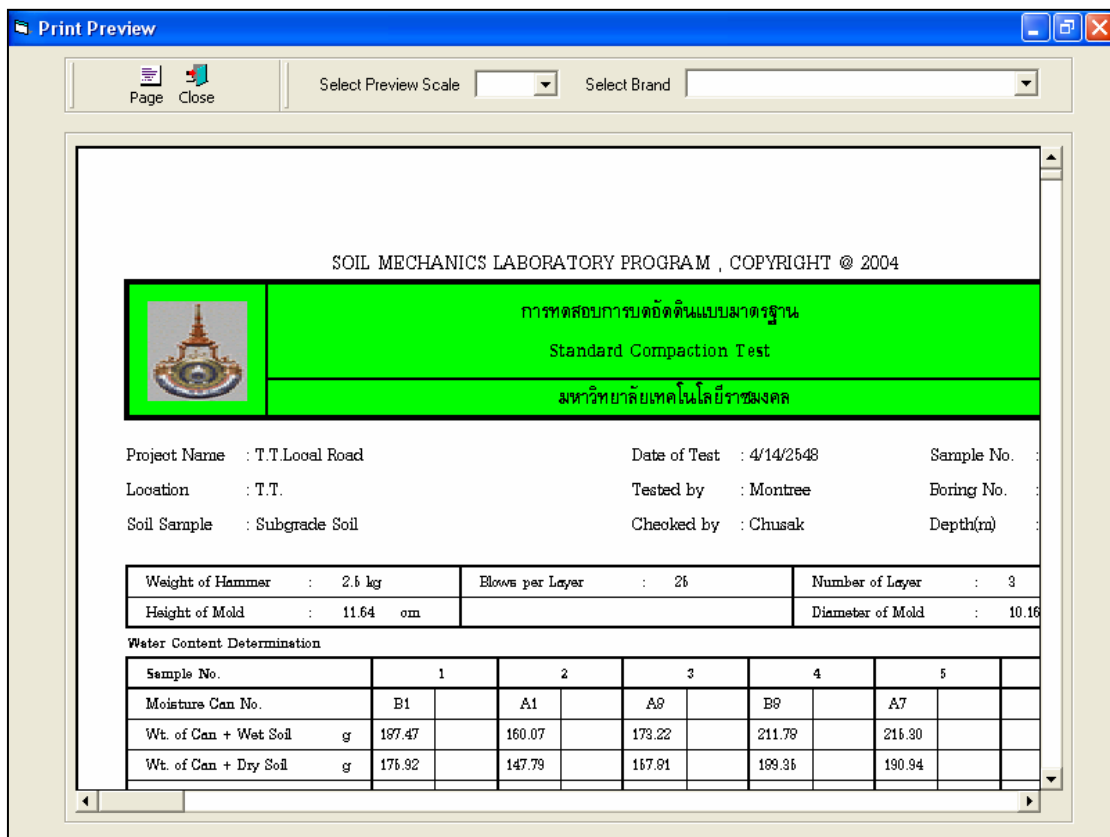 Print Preview
Page Close Select Preview Scale Select Brand
SOIL MECHANICS LABORATORY PROGRAM , COPYRIGHT @ 2004
การทดสอบการบดอัดดินแบบมาตรฐาน
Standard Compaction Test
มหาวิทยาลัยเทคโนโลยีราชมงคล
Project Name : T.T.Local Road Date of Test : 4/14/2548 Sample No. :
Location : T.T. Tested by : Montree Boring No. :
Soil Sample : Subgrade Soil Checked by : Chusak Depth(m) :
Weight of Hammer : 2.5 kg Blows per Layer : 25 Number of Layer : 3
Height of Mold : 11.64 cm Diameter of Mold : 10.16
Water Content Determination
Sample No. 1 2 3 4 5
Moisture Can No. B1 A1 A9 B9 A7
Wt. of Can + Wet Soil g 187.47 160.07 173.22 211.79 215.30
Wt. of Can + Dry Soil g 175.92 147.79 157.91 189.35 190.94